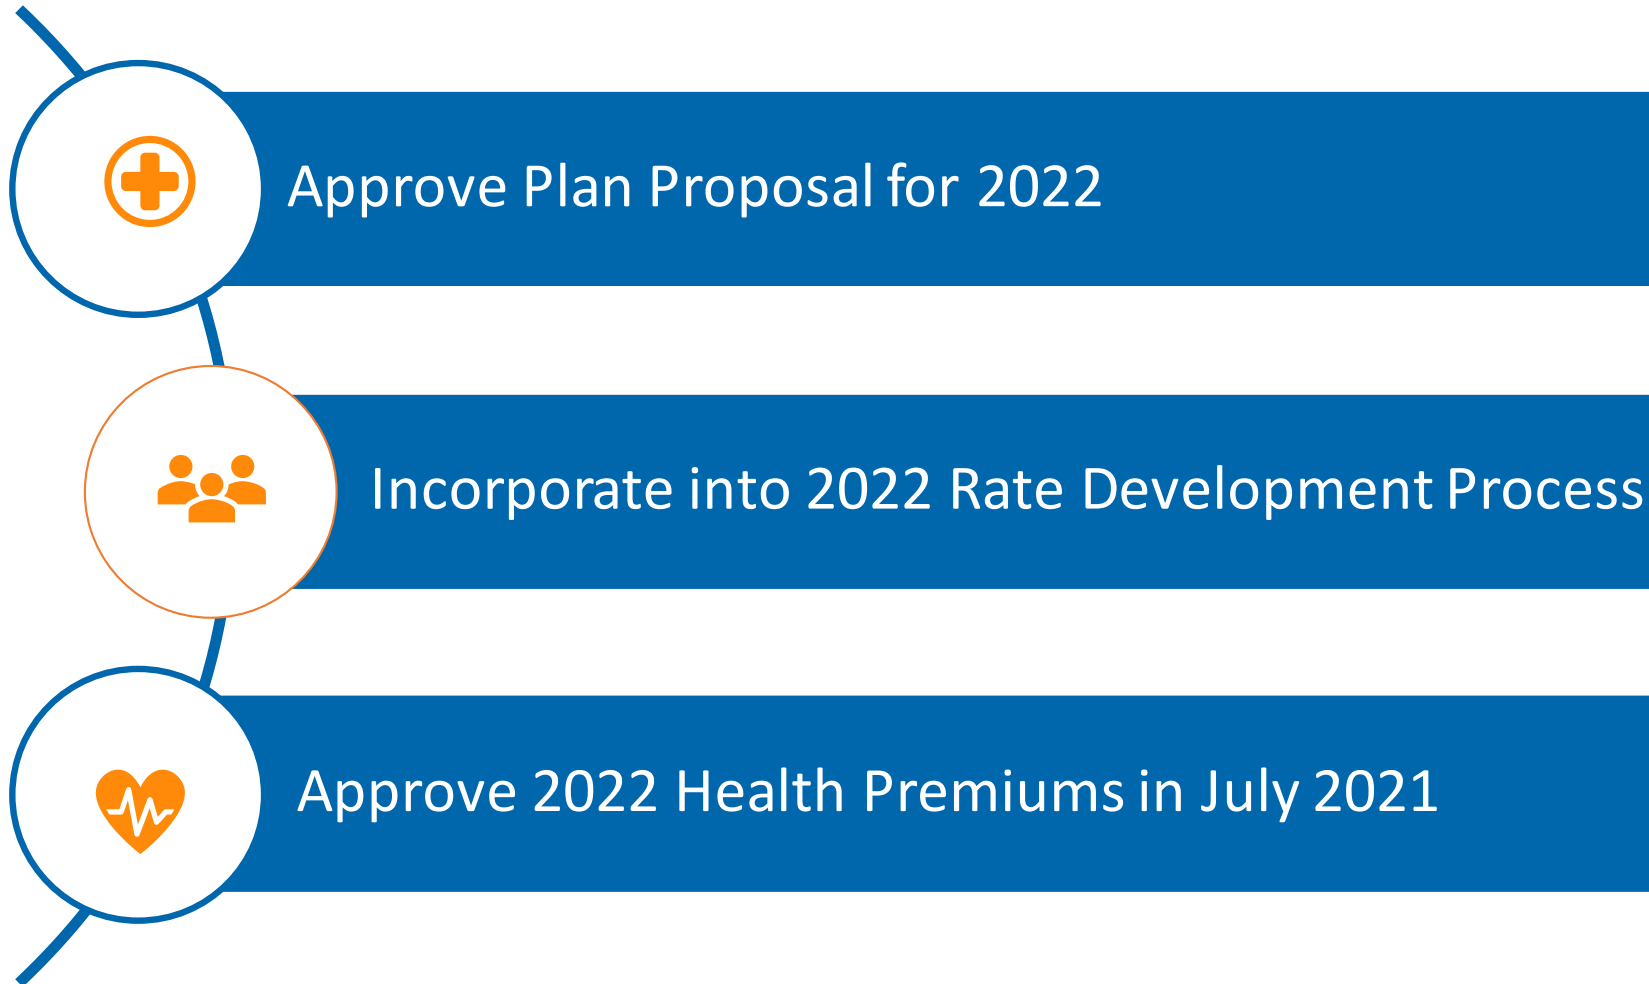 Approve Plan Proposal for 2022
Incorporate into 2022 Rate Development Process
Approve 2022 Health Premiums in July 2021